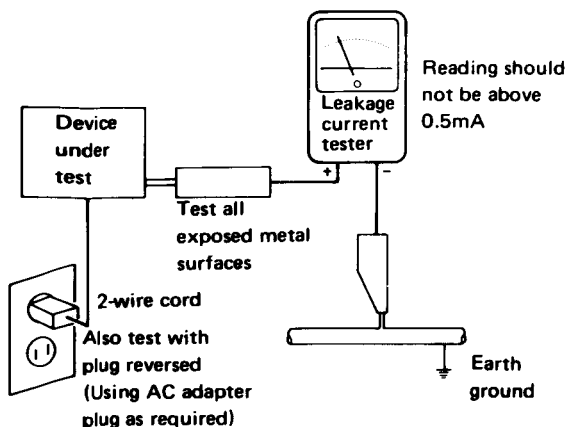 Reading should
not be above
0.5mA
Leakage
current
tester
+
-
Device
under
test
Test all
exposed metal
surfaces
2-wire cord
Also test with
plug reversed
(Using AC adapter
plug as required)
Earth
ground